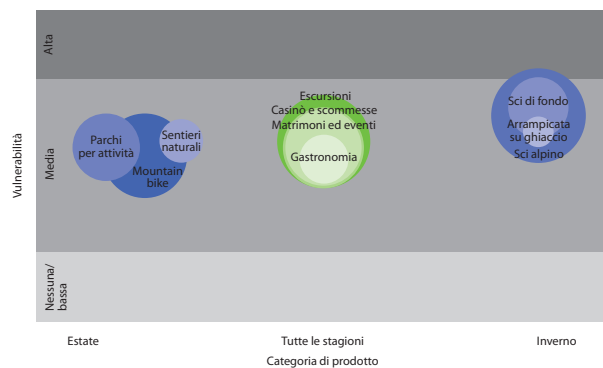 Vulnerabilità
Alta
Media
Nessuna/
bassa
Parchi
per attività
Sentieri
naturali
Mountain
bike
Escursioni
Casinò e scommesse
Matrimoni ed eventi
Gastronomia
Sci di fondo
Arrampicata
su ghiaccio
Sci alpino
Estate
Tutte le stagioni
Inverno
Categoria di prodotto